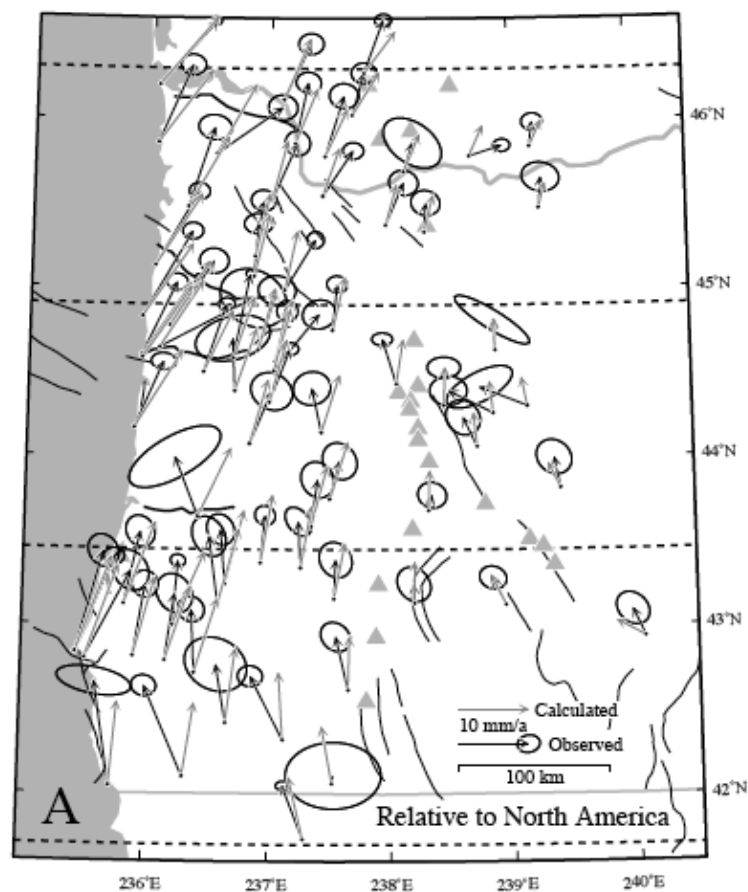 46°N
45°N
44°N
43°N
Calculated
10 mm/a
Observed
100 km
42°N
A
Relative to North America
236°E
237°E
238°E
239°E
240°E